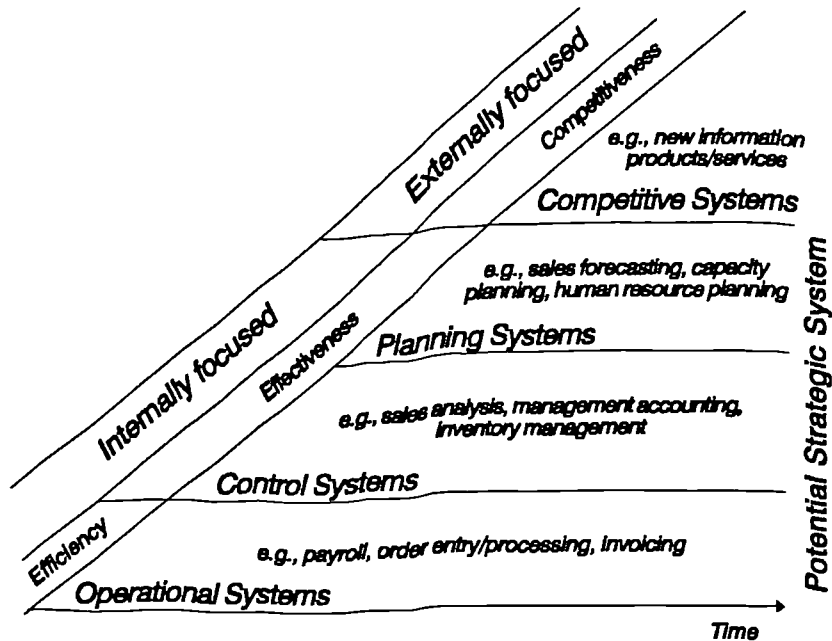 Externally focused
Competitiveness
e.g., new information
products/services
Competitive Systems
e.g., sales forecasting, capacity
planning, human resource planning
Internally focused
Effectiveness
Planning Systems
e.g., sales analysis, management accounting,
inventory management
Control Systems
Efficiency
e.g., payroll, order entry/processing, invoicing
Operational Systems
Time
Potential Strategic System